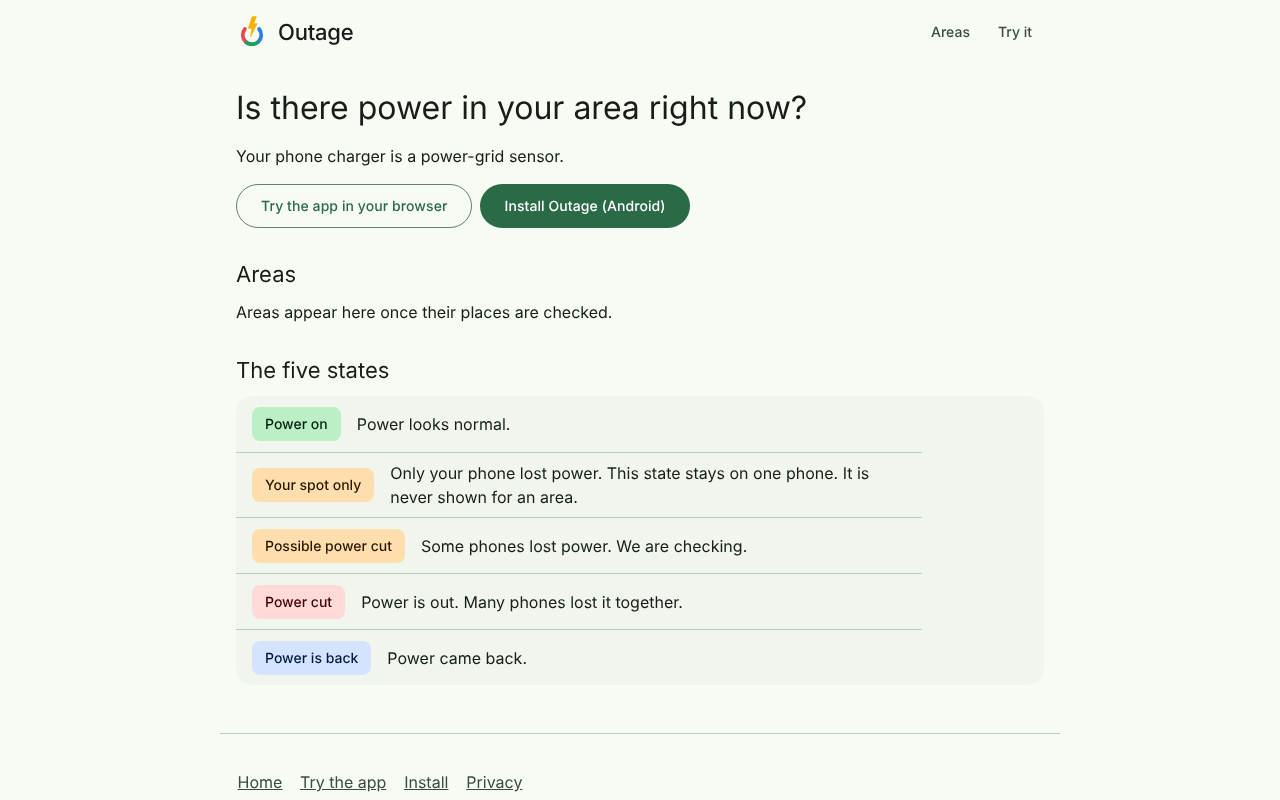 Outage
Areas
Try it
Is there power in your area right now?
Your phone charger is a power-grid sensor.
Try the app in your browser
Install Outage (Android)
Areas
Areas appear here once their places are checked.
The five states
Power on
Power looks normal.
Your spot only
Only your phone lost power. This state stays on one phone. It is
never shown for an area.
Possible power cut
Some phones lost power. We are checking.
Power cut
Power is out. Many phones lost it together.
Power is back
Power came back.
Home
Try the app
Install
Privacy